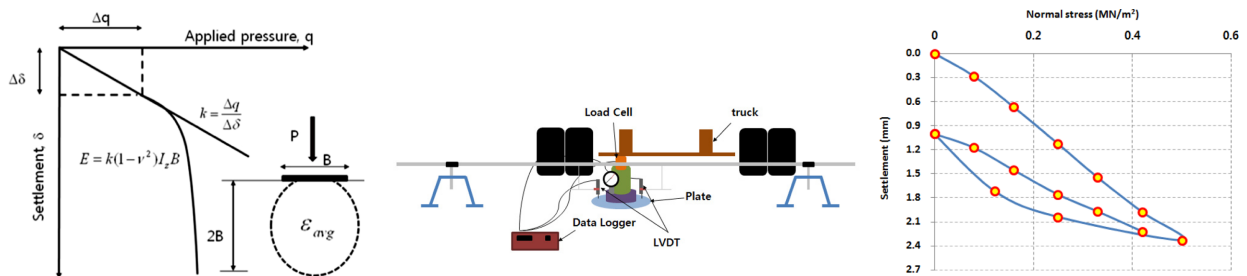 Δq
Applied pressure, q
Δδ
Settlement, δ
k = Δq/Δδ
E = k(1−ν²)I_z B
P
B
2B
ε_avg
Load Cell
truck
Plate
Data Logger
LVDT
Normal stress (MN/m²)
0 0.2 0.4 0.6
Settlement (mm)
0.0
0.3
0.6
0.9
1.2
1.5
1.8
2.1
2.4
2.7